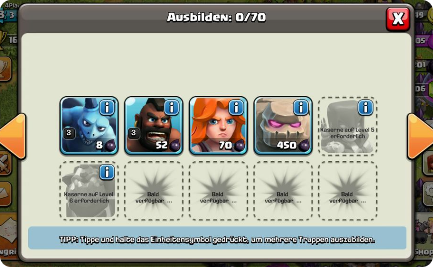 Ausbilden: 0/70
X
i
i
i
i
i
3
8
3
52
70
450
Kaserne auf Level 5
erforderlich
i
Kaserne auf Level
6 erforderlich
Bald
verfügbar ...
Bald
verfügbar ...
Bald
verfügbar ...
Bald
verfügbar ...
TIPP: Tippe und halte das Einheitensymbol gedrückt, um mehrere Truppen auszubilden.